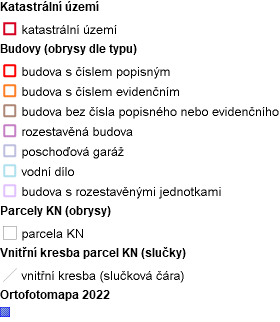 Katastrální území
katastrální území
Budovy (obrysy dle typu)
budova s číslem popisným
budova s číslem evidenčním
budova bez čísla popisného nebo evidenčního
rozestavěná budova
poschoďová garáž
vodní dílo
budova s rozestavěnými jednotkami
Parcely KN (obrysy)
parcela KN
Vnitřní kresba parcel KN (slučky)
vnitřní kresba (slučková čára)
Ortofotomapa 2022